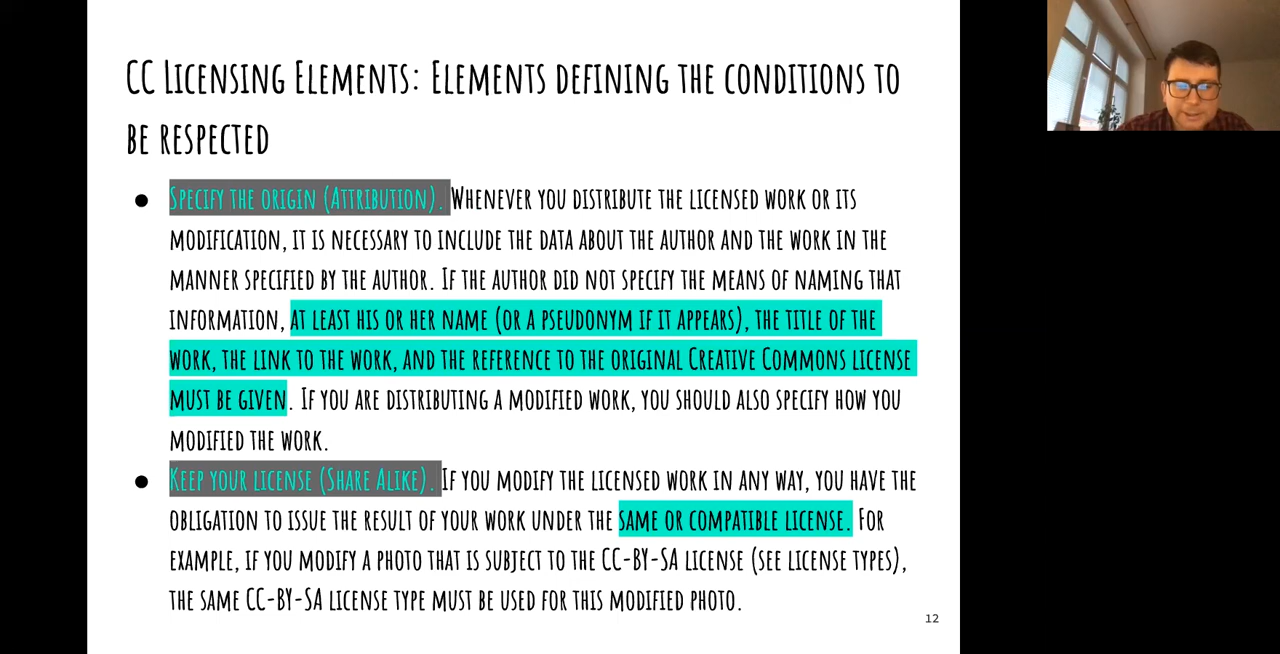 CC Licensing Elements: Elements defining the conditions to
be respected
● Specify the origin (Attribution). Whenever you distribute the licensed work or its
modification, it is necessary to include the data about the author and the work in the
manner specified by the author. If the author did not specify the means of naming that
information, at least his or her name (or a pseudonym if it appears), the title of the
work, the link to the work, and the reference to the original Creative Commons license
must be given. If you are distributing a modified work, you should also specify how you
modified the work.
● Keep your license (Share Alike). If you modify the licensed work in any way, you have the
obligation to issue the result of your work under the same or compatible license. For
example, if you modify a photo that is subject to the CC-BY-SA license (see license types),
the same CC-BY-SA license type must be used for this modified photo.
12